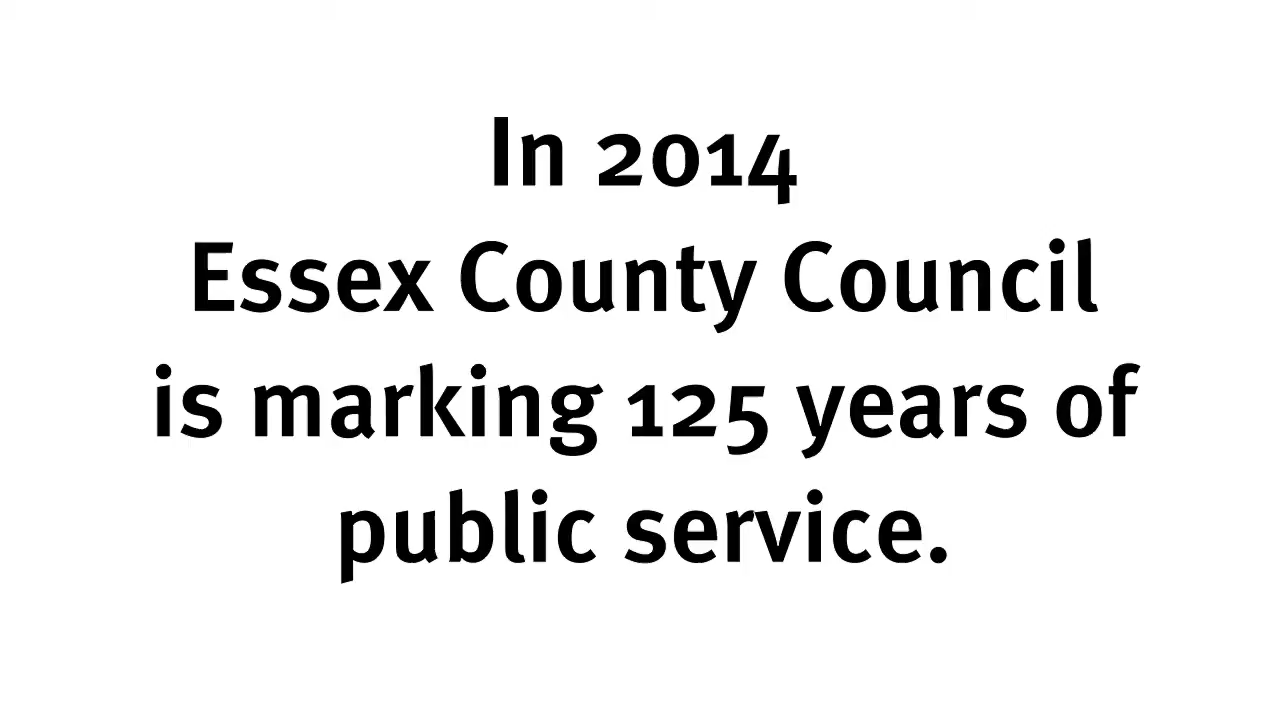 In 2014
Essex County Council
is marking 125 years of
public service.